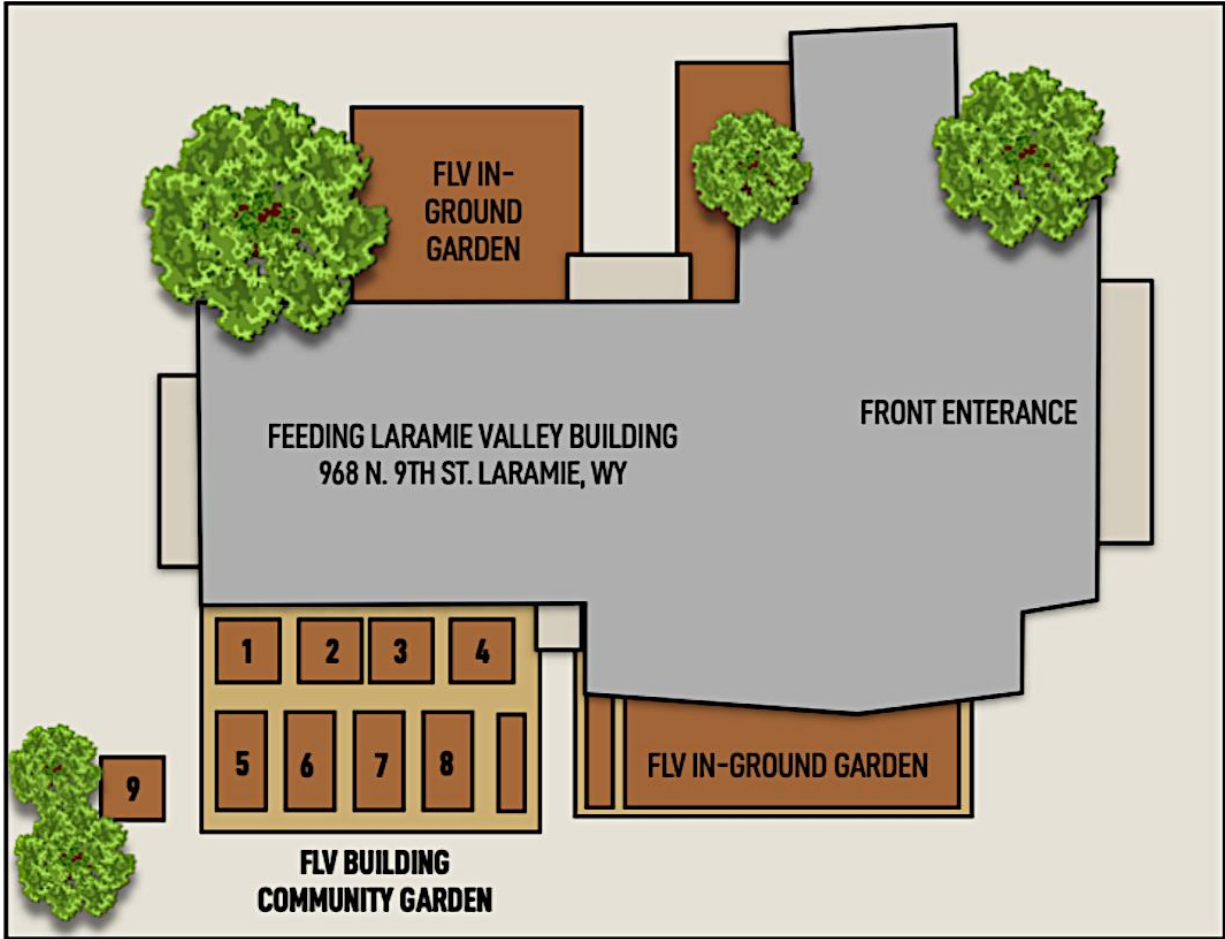 FLV IN-
GROUND
GARDEN
FEEDING LARAMIE VALLEY BUILDING
968 N. 9TH ST. LARAMIE, WY
FRONT ENTERANCE
1
2
3
4
5
6
7
8
9
FLV IN-GROUND GARDEN
FLV BUILDING
COMMUNITY GARDEN